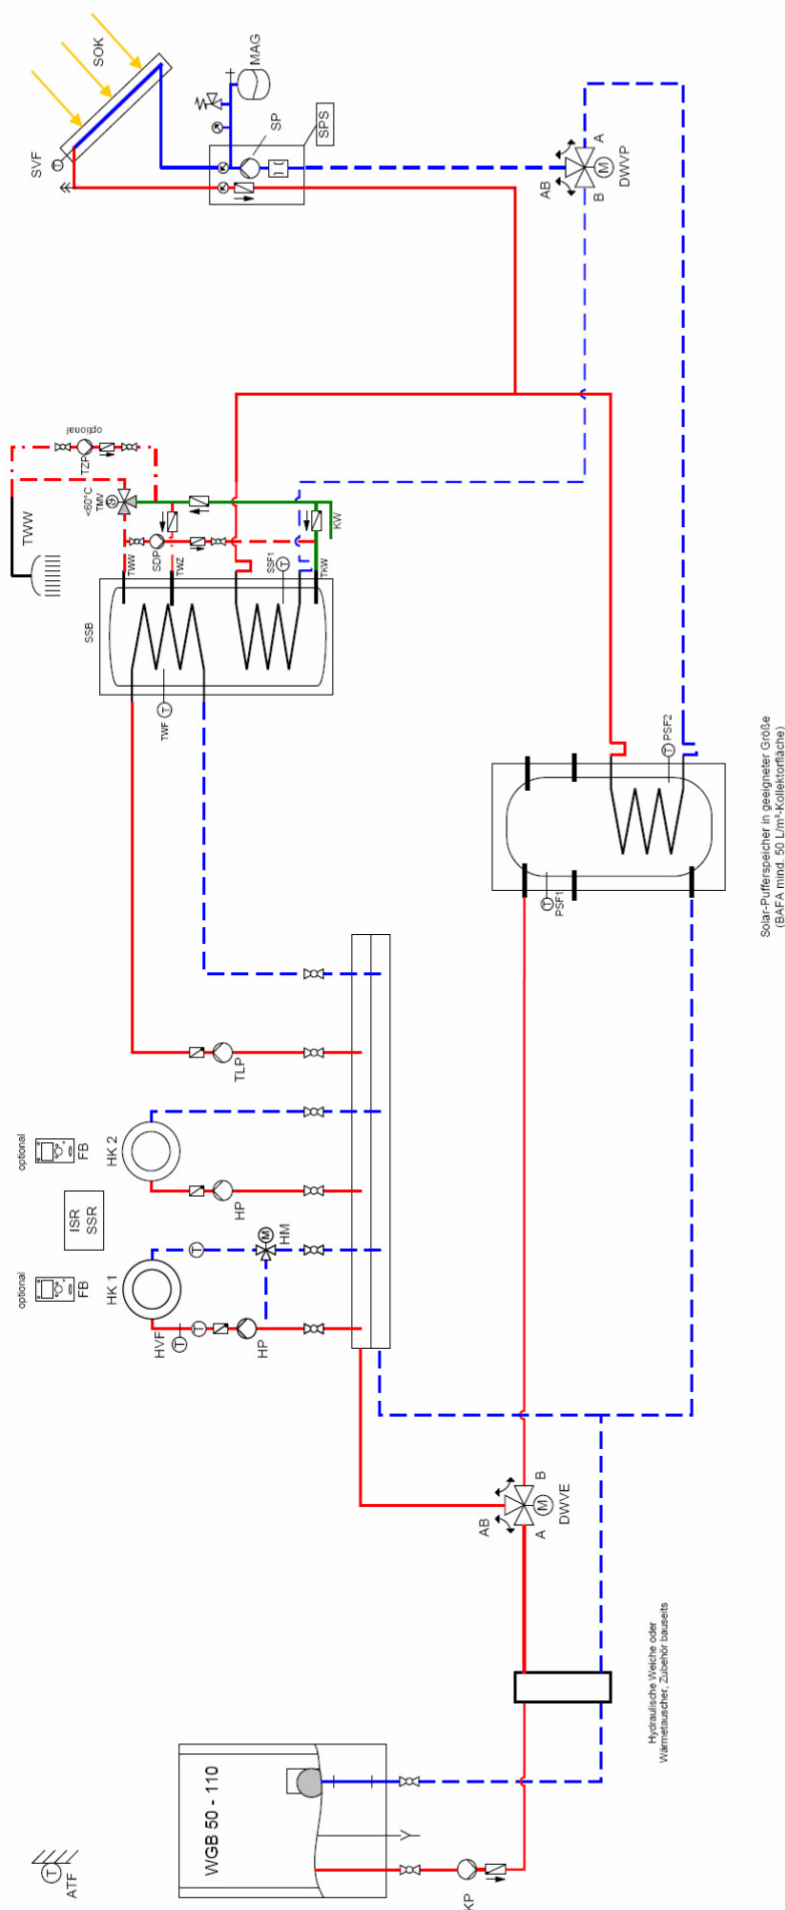 ATF
WGB 50 - 110
KP
Hydraulische Weiche oder
Wärmetauscher, Zubehör bauseits
AB
A
B
M
DWVE
T
HVF
T
T
HP
M
HM
HK 1
optional
FB
ISR
SSR
HK 2
optional
FB
HP
TLP
T
PSF1
T
PSF2
Solar-Pufferspeicher in geeigneter Größe
(BAFA mind. 50 L/m²-Kollektorfläche)
SSB
TWF
T
TWW
TWZ
SDP
SSF1
T
TKW
KW
<60°C
TMV
TWW
TZP
optional
T
SVF
SOK
MAG
SP
SPS
AB
A
B
M
DWVP
T